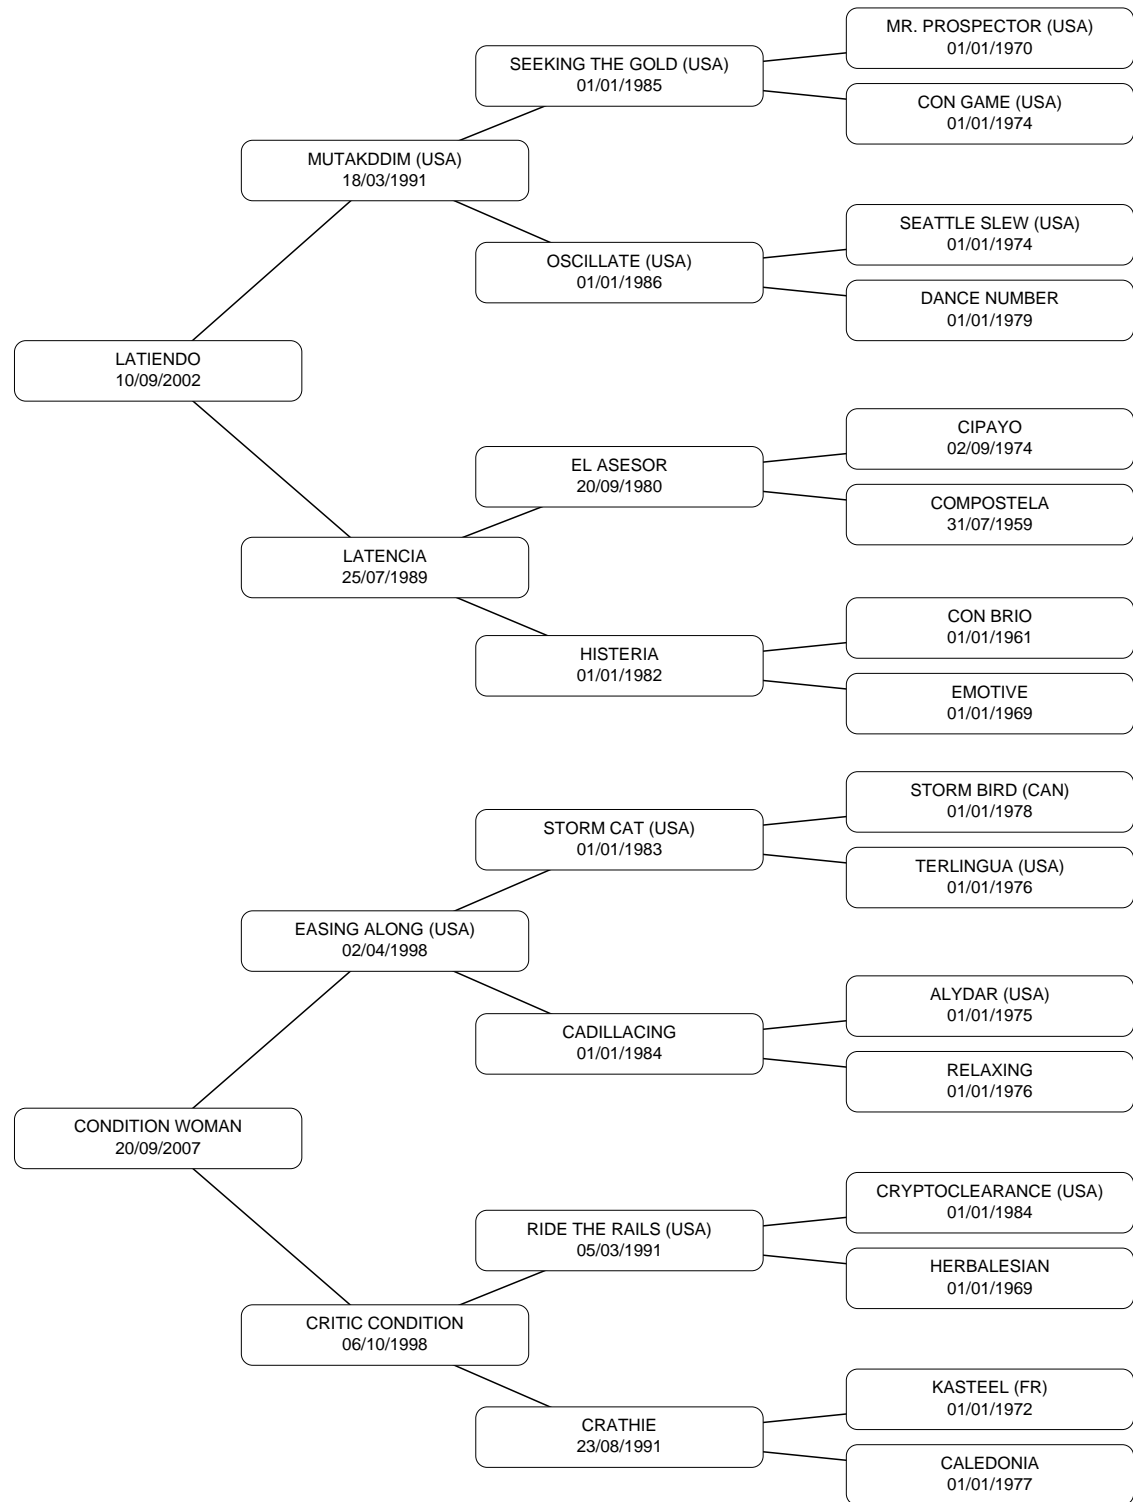 MR. PROSPECTOR (USA)
01/01/1970
SEEKING THE GOLD (USA)
01/01/1985
CON GAME (USA)
01/01/1974
MUTAKDDIM (USA)
18/03/1991
SEATTLE SLEW (USA)
01/01/1974
OSCILLATE (USA)
01/01/1986
DANCE NUMBER
01/01/1979
LATIENDO
10/09/2002
CIPAYO
02/09/1974
EL ASESOR
20/09/1980
COMPOSTELA
31/07/1959
LATENCIA
25/07/1989
CON BRIO
01/01/1961
HISTERIA
01/01/1982
EMOTIVE
01/01/1969
STORM BIRD (CAN)
01/01/1978
STORM CAT (USA)
01/01/1983
TERLINGUA (USA)
01/01/1976
EASING ALONG (USA)
02/04/1998
ALYDAR (USA)
01/01/1975
CADILLACING
01/01/1984
RELAXING
01/01/1976
CONDITION WOMAN
20/09/2007
CRYPTOCLEARANCE (USA)
01/01/1984
RIDE THE RAILS (USA)
05/03/1991
HERBALESIAN
01/01/1969
CRITIC CONDITION
06/10/1998
KASTEEL (FR)
01/01/1972
CRATHIE
23/08/1991
CALEDONIA
01/01/1977